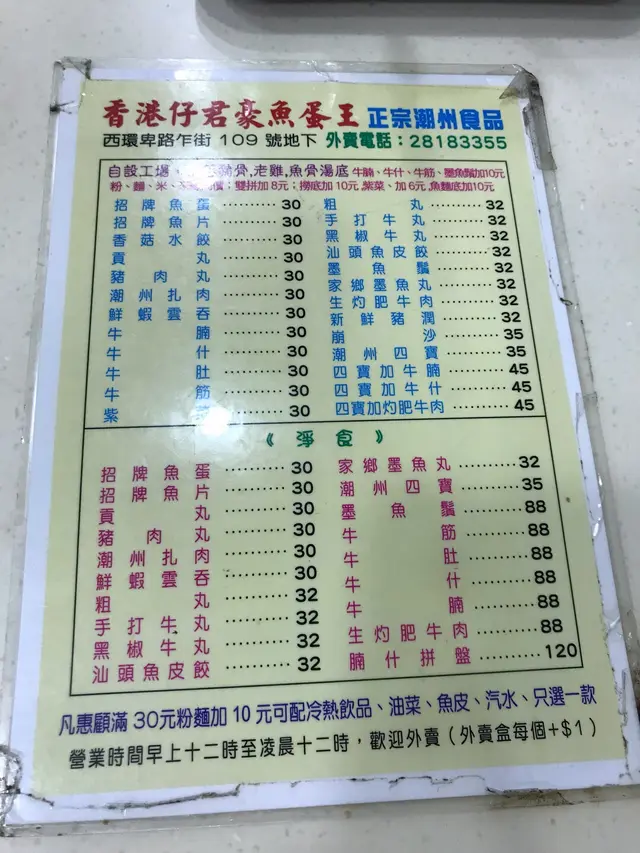 香港仔君豪魚蛋王 正宗潮州食品
西環卑路乍街 109 號地下 外賣電話：28183355
自設工場，骨,老雞,魚骨湯底 牛腩、牛什、牛筋、墨魚鬚加10元
粉、麵、米、價；雙拼加 8元；撈底加 10元,紫菜、加 6元,魚麵底加10元
招牌魚蛋 30
招牌魚片 30
香菇水餃 30
貢丸 30
豬肉丸 30
潮州扎肉 30
鮮蝦雲吞 30
牛腩 30
牛什 30
牛肚 30
牛筋 30
紫菜 30
粗丸 32
手打牛丸 32
黑椒牛丸 32
汕頭魚皮餃 32
墨魚鬚 32
家鄉墨魚丸 32
生灼肥牛肉 32
新鮮豬潤 32
崩沙 35
潮州四寶 35
四寶加牛腩 45
四寶加牛什 45
四寶加灼肥牛肉 45
《淨食》
招牌魚蛋 30
招牌魚片 30
貢丸 30
豬肉丸 30
潮州扎肉 30
鮮蝦雲吞 30
粗丸 32
手打牛丸 32
黑椒牛丸 32
汕頭魚皮餃 32
家鄉墨魚丸 32
潮州四寶 35
墨魚鬚 88
牛筋 88
牛肚 88
牛什 88
牛腩 88
生灼肥牛肉 88
腩什拼盤 120
凡惠顧滿 30元粉麵加 10 元可配冷熱飲品、油菜、魚皮、汽水、只選一款
營業時間早上十二時至凌晨十二時，歡迎外賣（外賣盒每個+$1）